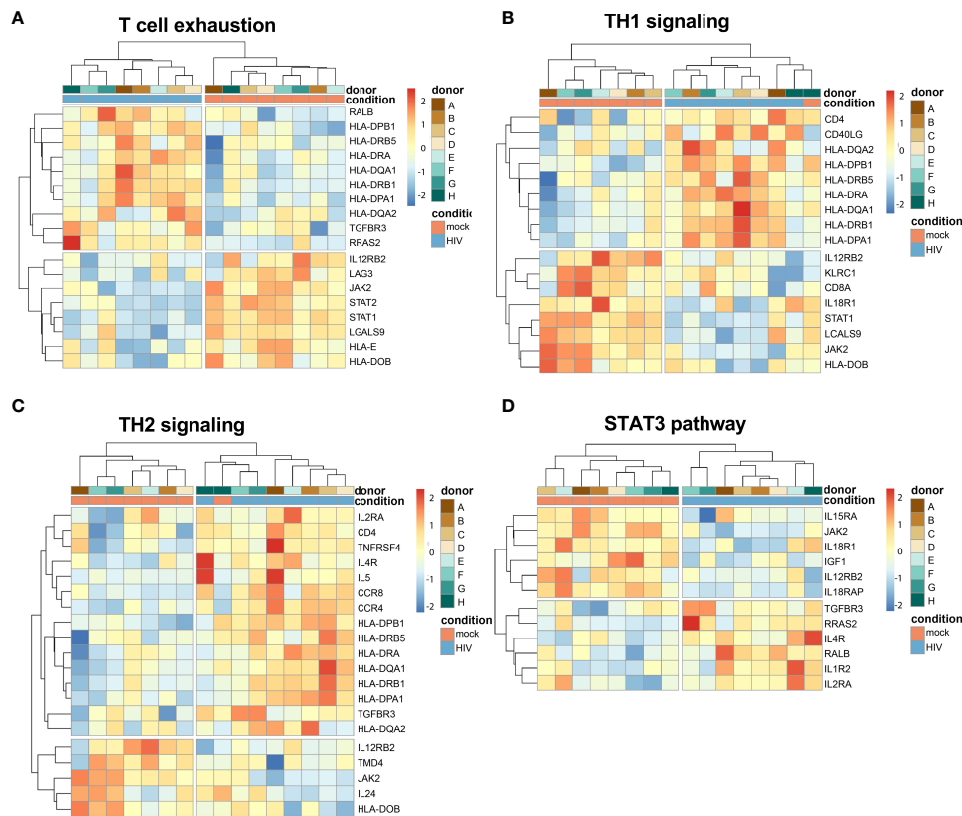 A
T cell exhaustion
donor
condition
RALB
HLA-DPB1
HLA-DRB5
HLA-DRA
HLA-DQA1
HLA-DRB1
HLA-DPA1
HLA-DQA2
TGFBR3
RFAS2
IL12RB2
LAG3
JAK2
STAT2
STAT1
LCALS9
HLA-E
HLA-DOB
2
1
0
-1
-2
donor
A
B
C
D
E
F
G
H
conditic
mock
HIV
B
TH1 signaling
donor
condition
CD4
CD40LG
HLA-DQA2
HLA-DPB1
HLA-DRB5
HLA-DRA
HLA-DQA1
HLA-DRB1
HLA-DPA1
IL12RB2
KLRC1
CD8A
IL18R1
STAT1
LCALS9
JAK2
HLA-DOB
2
1
0
-1
-2
donor
A
B
C
D
E
F
G
H
condition
mock
HIV
C
TH2 signaling
donor
condition
IL2RA
CD4
TNFRSF4
IL4R
IL5
CCR8
CCR4
HLA-DPB1
HLA-DRB5
HLA-DRA
HLA-DQA1
HLA-DRB1
HLA-DPA1
TGFBR3
HLA-DQA2
IL12RB2
TMD4
JAK2
IL24
HLA-DOB
2
1
0
-1
-2
donor
A
B
C
D
E
F
G
H
condition
mock
HIV
D
STAT3 pathway
donor
condition
IL15RA
JAK2
IL18R1
IGF1
IL12RB2
IL18RAP
TGFBR3
RRAS2
IL4R
RALB
IL1R2
IL2RA
2
1
0
-1
-2
donor
A
B
C
D
E
F
G
H
condition
mock
HIV